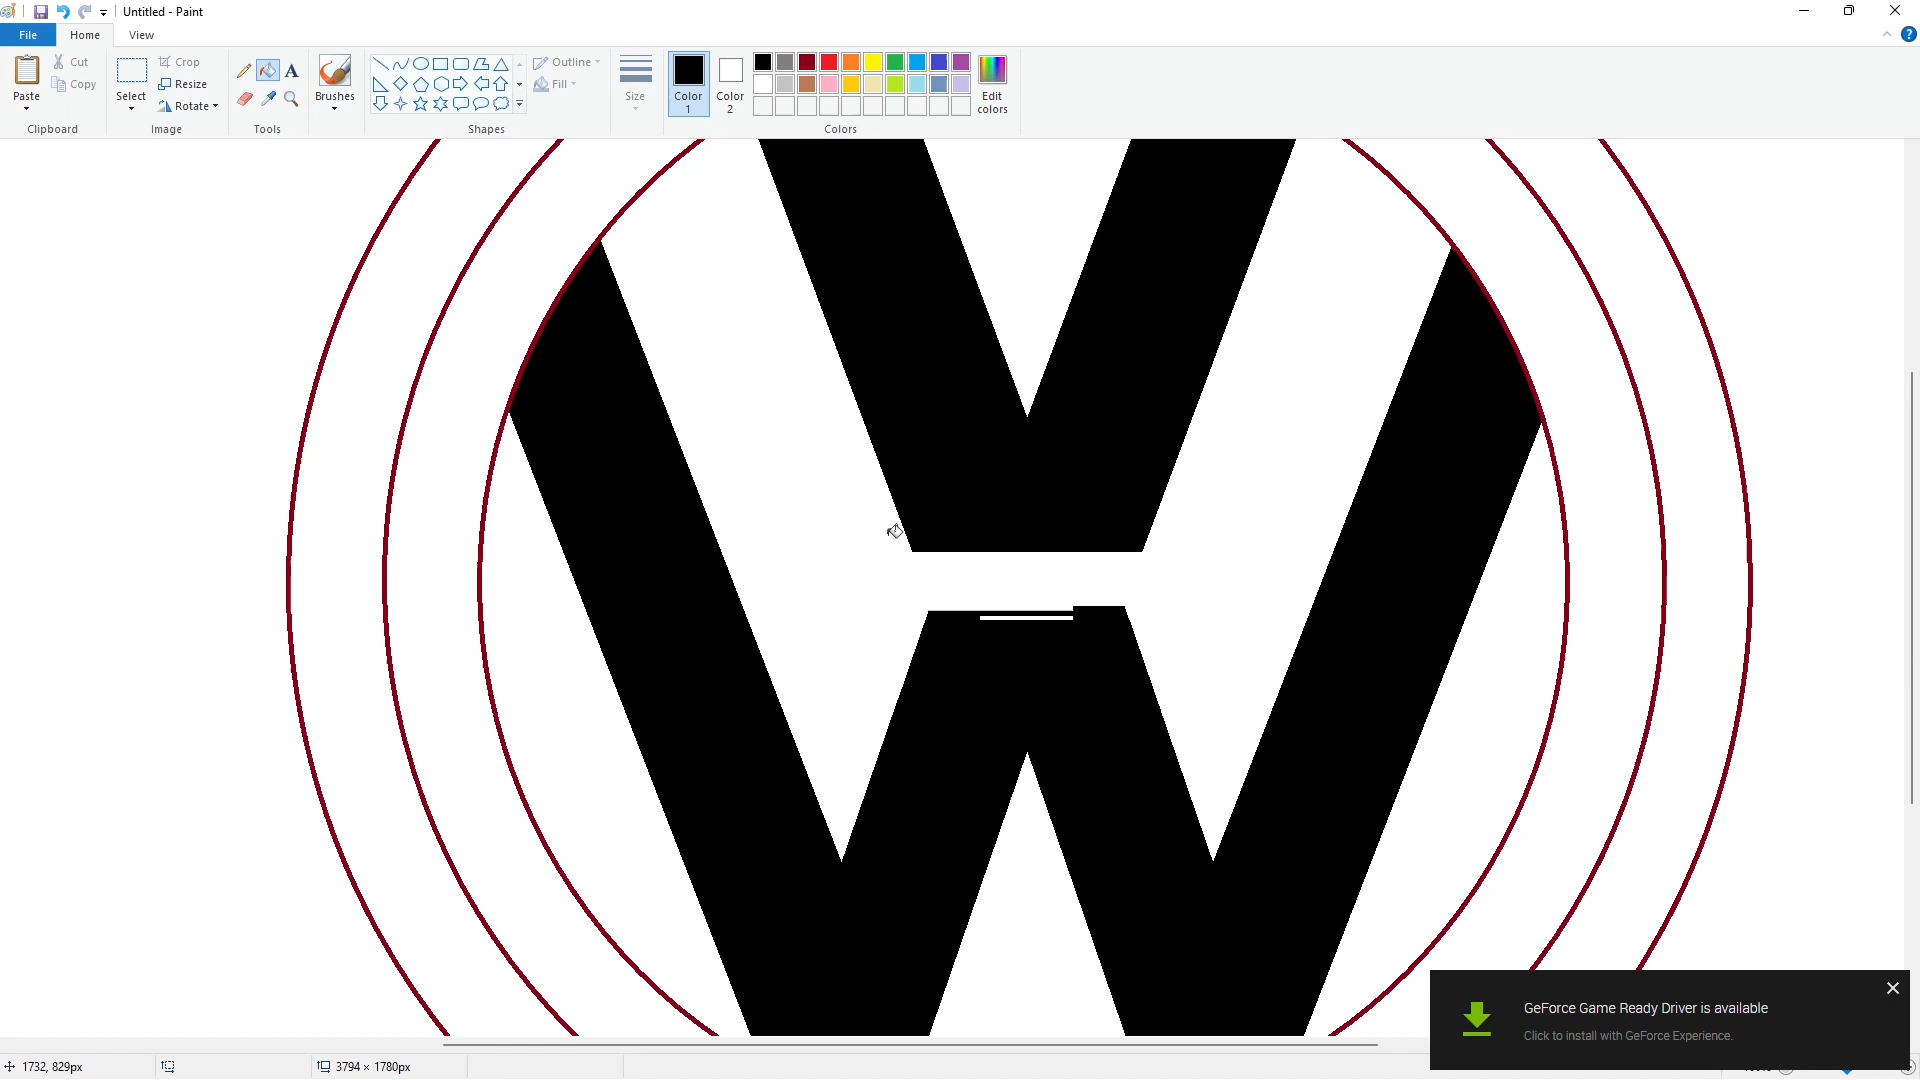 Untitled - Paint
File Home View
Paste Cut Copy Select Crop Resize Rotate A Brushes Outline Fill Size Color 1 Color 2 Edit colors
Clipboard Image Tools Shapes Colors
GeForce Game Ready Driver is available
Click to install with GeForce Experience.
1732, 829px 3794 × 1780px